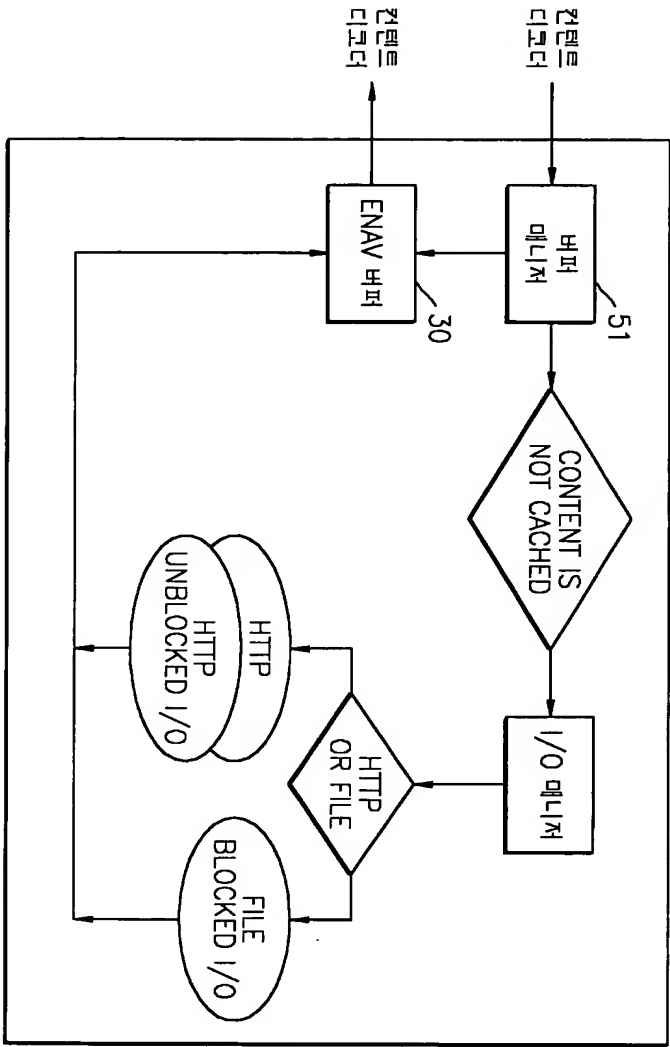 컨텐트
디코더
버퍼
매니저
51
CONTENT IS
NOT CACHED
I/O 매니저
컨텐트
디코더
ENAV 버퍼
30
HTTP
OR FILE
HTTP
HTTP
UNBLOCKED I/O
FILE
BLOCKED I/O